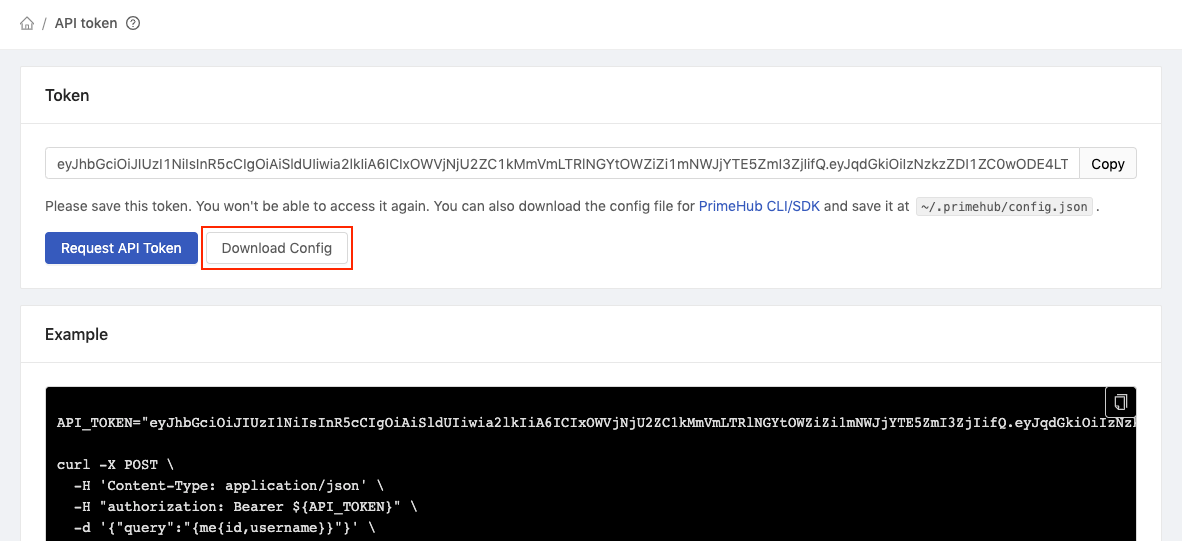 / API token
Token
eyJhbGciOiJIUzI1NiIsInR5cCIgOiAiSldUIiwia2lkIiA6ICIxOWVjNjU2ZC1kMmVmLTRlNGYtOWZiZi1mNWJjYTE5ZmI3ZjIifQ.eyJqdGkiOiIzNzkzZDI1ZC0wODE4LT Copy
Please save this token. You won't be able to access it again. You can also download the config file for PrimeHub CLI/SDK and save it at ~/.primehub/config.json .
Request API Token Download Config
Example
API_TOKEN="eyJhbGciOiJIUzI1NiIsInR5cCIgOiAiSldUIiwia2lkIiA6ICIxOWVjNjU2ZC1kMmVmLTRlNGYtOWZiZi1mNWJjYTE5ZmI3ZjIifQ.eyJqdGkiOiIzNzk
curl -X POST \
-H 'Content-Type: application/json' \
-H "authorization: Bearer ${API_TOKEN}" \
-d '{"query":"{me{id,username}}"}' \